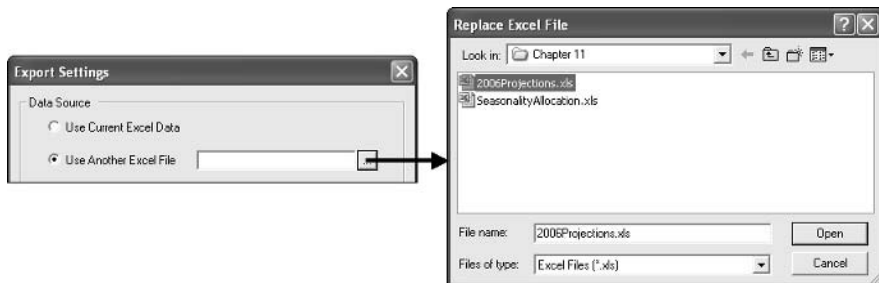 Export Settings
Data Source
Use Current Excel Data
Use Another Excel File
...
Replace Excel File
Look in: Chapter 11
2006Projections.xls
SeasonalityAllocation.xls
File name: 2006Projections.xls Open
Files of type: Excel Files (*.xls) Cancel